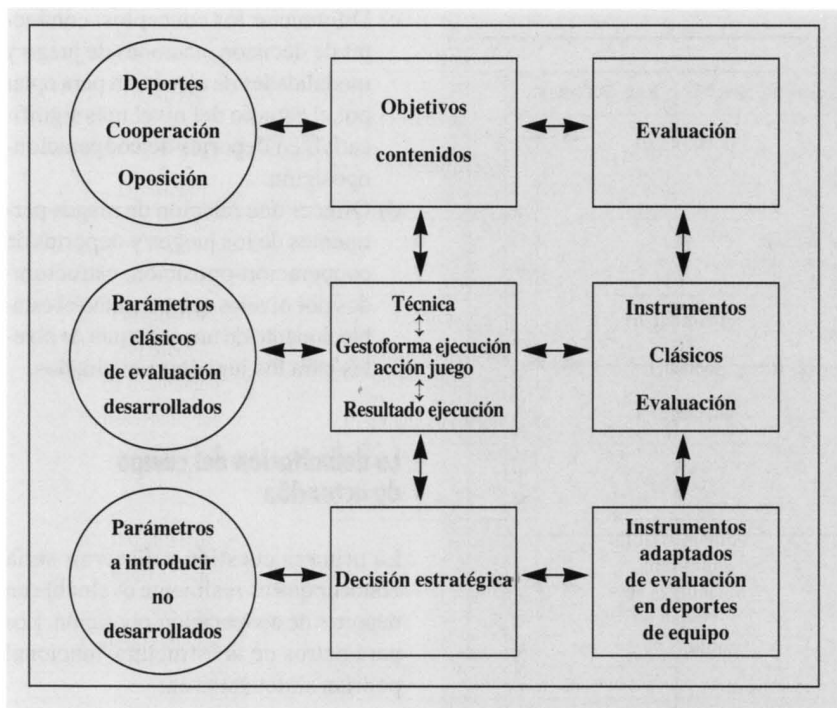 Deportes
Cooperación
Oposición
Objetivos
contenidos
Evaluación
Parámetros
clásicos
de evaluación
desarrollados
Técnica
Gestoforma ejecución
acción juego
Resultado ejecución
Instrumentos
Clásicos
Evaluación
Parámetros
a introducir
desarrollados
Decisión estratégica
Instrumentos
adaptados
de evaluación
en deportes
de equipo